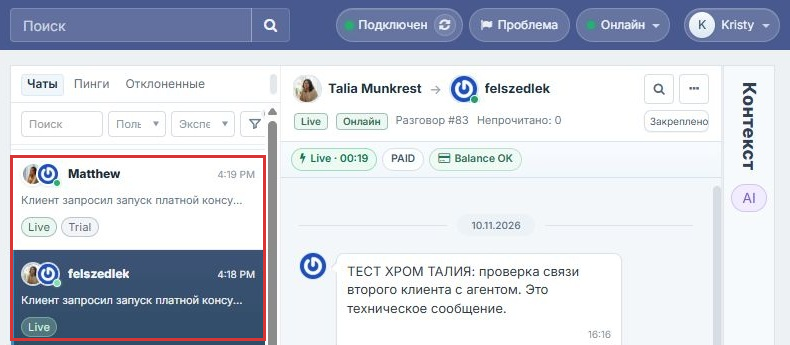 Поиск
Подключен
Проблема
Онлайн
K Kristy
Чаты Пинги Отклоненные
Поиск
Эксп
Matthew 4:19 PM
Клиент запросил запуск платной консу...
Live Trial
felszedlek 4:18 PM
Клиент запросил запуск платной консу...
Live
Talia Munkrest → felszedlek
Live Онлайн Разговор #83 Непрочитано: 0
Закреплено
Live · 00:19 PAID Balance OK
10.11.2026
ТЕСТ ХРОМ ТАЛИЯ: проверка связи
второго клиента с агентом. Это
техническое сообщение.
16:16
Контекст
AI